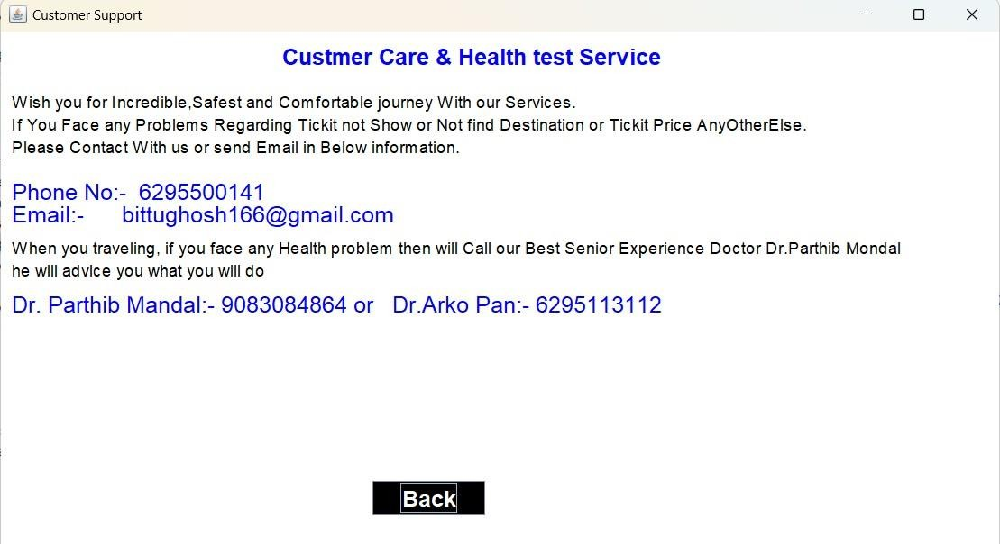 Customer Support
Custmer Care & Health test Service
Wish you for Incredible,Safest and Comfortable journey With our Services.
If You Face any Problems Regarding Tickit not Show or Not find Destination or Tickit Price AnyOtherElse.
Please Contact With us or send Email in Below information.
Phone No:- 6295500141
Email:- bittughosh166@gmail.com
When you traveling, if you face any Health problem then will Call our Best Senior Experience Doctor Dr.Parthib Mondal
he will advice you what you will do
Dr. Parthib Mandal:- 9083084864 or Dr.Arko Pan:- 6295113112
Back